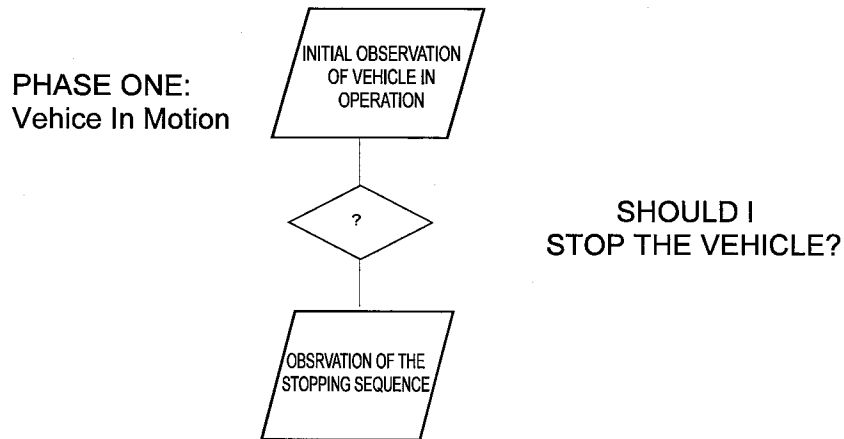 PHASE ONE:
Vehice In Motion
INITIAL OBSERVATION
OF VEHICLE IN
OPERATION
?
SHOULD I
STOP THE VEHICLE?
OBSRVATION OF THE
STOPPING SEQUENCE